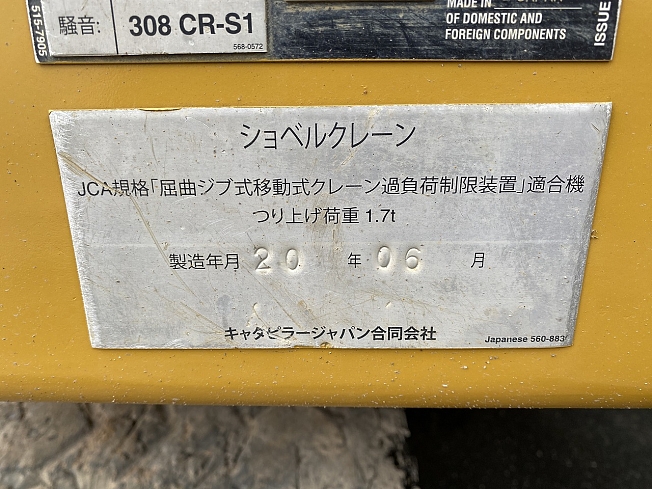 515-7905
騒音: 308 CR-S1
568-0572
MADE IN
OF DOMESTIC AND
FOREIGN COMPONENTS
ISSUE
ショベルクレーン
JCA規格「屈曲ジブ式移動式クレーン過負荷制限装置」適合機
つり上げ荷重 1.7t
製造年月 20 年 06 月
キャタピラージャパン合同会社
Japanese 560-883